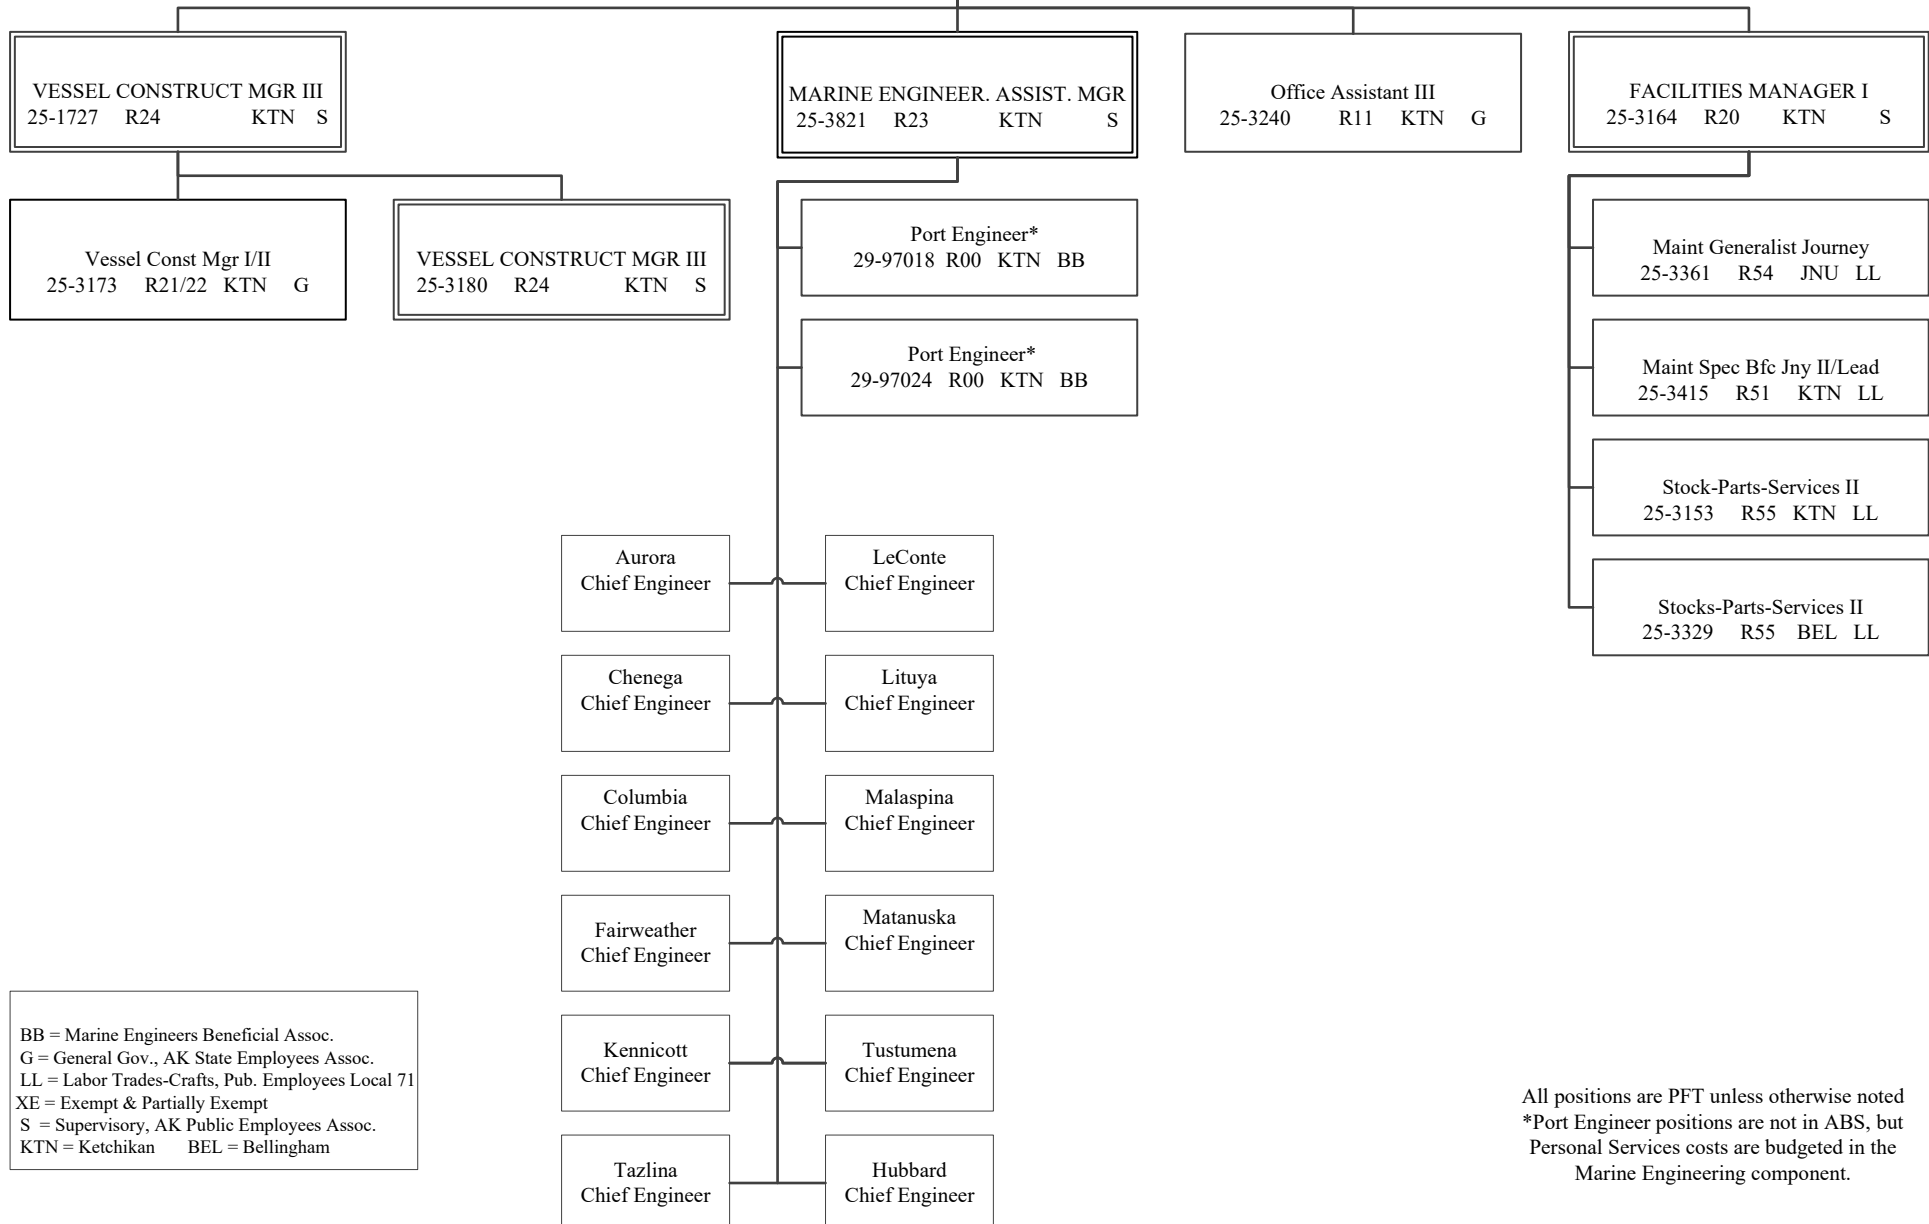 VESSEL CONSTRUCT MGR III
25-1727 R24 KTN S
MARINE ENGINEER. ASSIST. MGR
25-3821 R23 KTN S
Office Assistant III
25-3240 R11 KTN G
FACILITIES MANAGER I
25-3164 R20 KTN S
Vessel Const Mgr I/II
25-3173 R21/22 KTN G
VESSEL CONSTRUCT MGR III
25-3180 R24 KTN S
Port Engineer*
29-97018 R00 KTN BB
Port Engineer*
29-97024 R00 KTN BB
Maint Generalist Journey
25-3361 R54 JNU LL
Maint Spec Bfc Jny II/Lead
25-3415 R51 KTN LL
Stock-Parts-Services II
25-3153 R55 KTN LL
Stocks-Parts-Services II
25-3329 R55 BEL LL
Aurora
Chief Engineer
LeConte
Chief Engineer
Chenega
Chief Engineer
Lituya
Chief Engineer
Columbia
Chief Engineer
Malaspina
Chief Engineer
Fairweather
Chief Engineer
Matanuska
Chief Engineer
Kennicott
Chief Engineer
Tustumena
Chief Engineer
Tazlina
Chief Engineer
Hubbard
Chief Engineer
BB = Marine Engineers Beneficial Assoc.
G = General Gov., AK State Employees Assoc.
LL = Labor Trades-Crafts, Pub. Employees Local 71
XE = Exempt & Partially Exempt
S = Supervisory, AK Public Employees Assoc.
KTN = Ketchikan BEL = Bellingham
All positions are PFT unless otherwise noted
*Port Engineer positions are not in ABS, but
Personal Services costs are budgeted in the
Marine Engineering component.